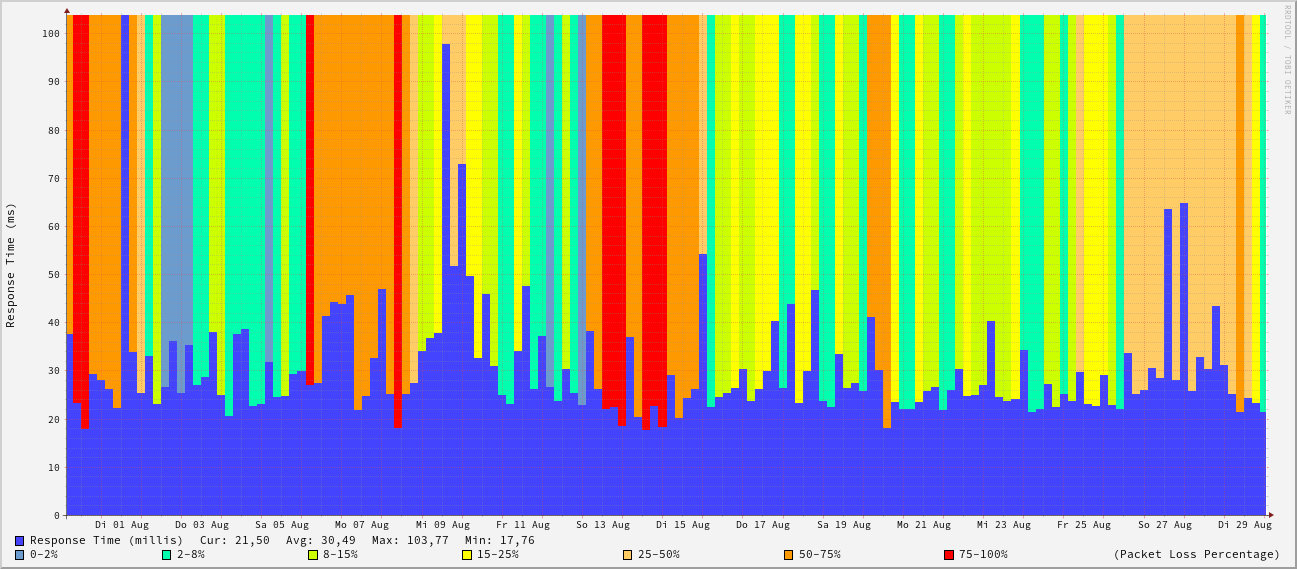 RRDTOOL / TOBI OETIKER
Response Time (ms)
100
90
80
70
60
50
40
30
20
10
0
Di 01 Aug Do 03 Aug Sa 05 Aug Mo 07 Aug Mi 09 Aug Fr 11 Aug So 13 Aug Di 15 Aug Do 17 Aug Sa 19 Aug Mo 21 Aug Mi 23 Aug Fr 25 Aug So 27 Aug Di 29 Aug
Response Time (millis) Cur: 21,50 Avg: 30,49 Max: 103,77 Min: 17,76
0-2% 2-8% 8-15% 15-25% 25-50% 50-75% 75-100% (Packet Loss Percentage)